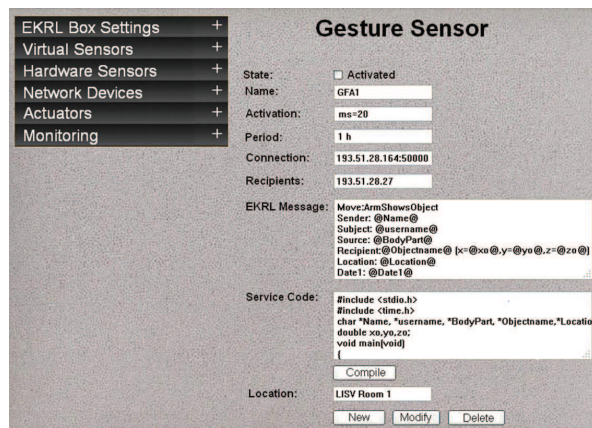 EKRL Box Settings +
Virtual Sensors +
Hardware Sensors +
Network Devices +
Actuators +
Monitoring +
Gesture Sensor
State: Activated
Name: GFA1
Activation: ms=20
Period: 1 h
Connection: 193.51.28.164:50000
Recipients: 193.51.28.27
EKRL Message: Move:ArmShowsObject
Sender: @Name@
Subject: @username@
Source: @BodyPart@
Recipient:@Objectname@ (x=@xo@,y=@yo@,z=@zo@)
Location: @Location@
Date1: @Date1@
Service Code: #include <stdio.h>
#include <time.h>
char *Name, *username, *BodyPart, *Objectname,*Locatio
double xo,yo,zo;
void main(void)
{
Compile
Location: LISV Room 1
New Modify Delete